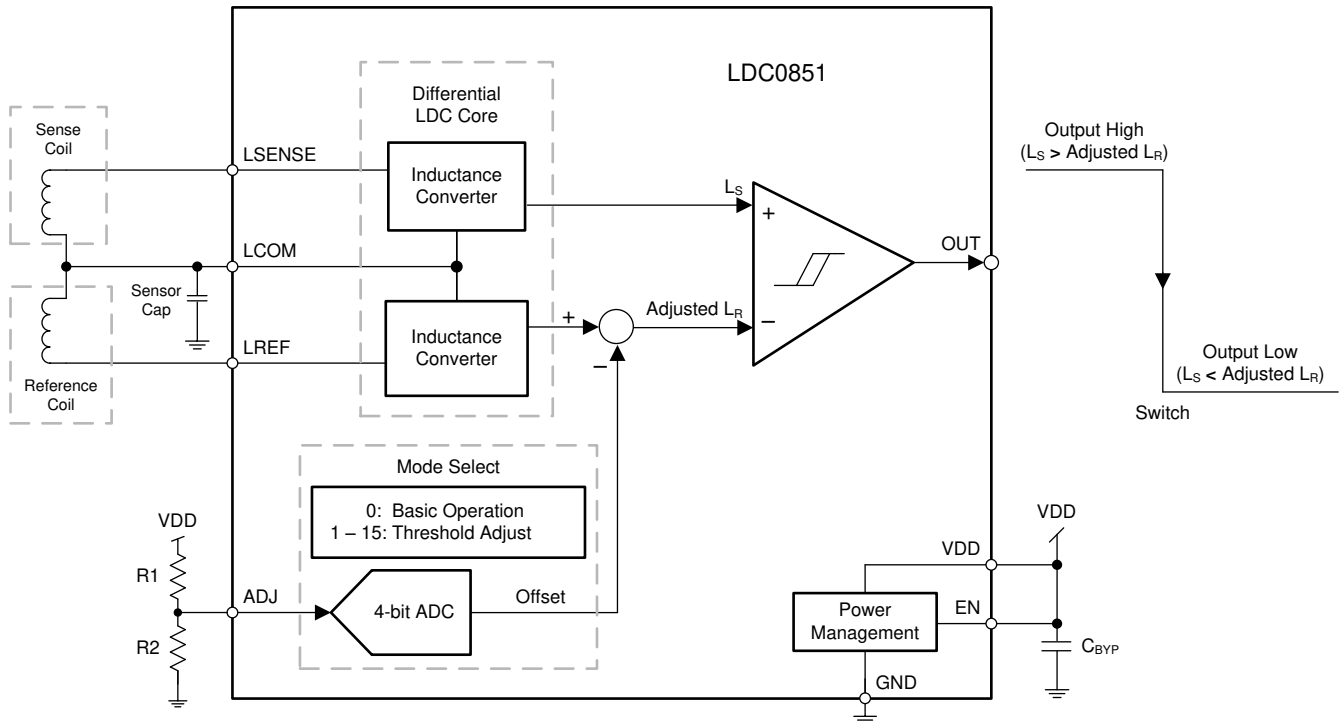 LDC0851
Differential
LDC Core
Sense
Coil
LSENSE
Inductance
Converter
LS
+
Output High
(LS > Adjusted LR)
LCOM
OUT
Sensor
Cap
Inductance
Converter
+
Adjusted LR
−
LREF
−
Reference
Coil
Output Low
(LS < Adjusted LR)
Switch
Mode Select
0: Basic Operation
1 – 15: Threshold Adjust
VDD
R1
ADJ
4-bit ADC
Offset
R2
VDD
VDD
Power
Management
EN
CBYP
GND